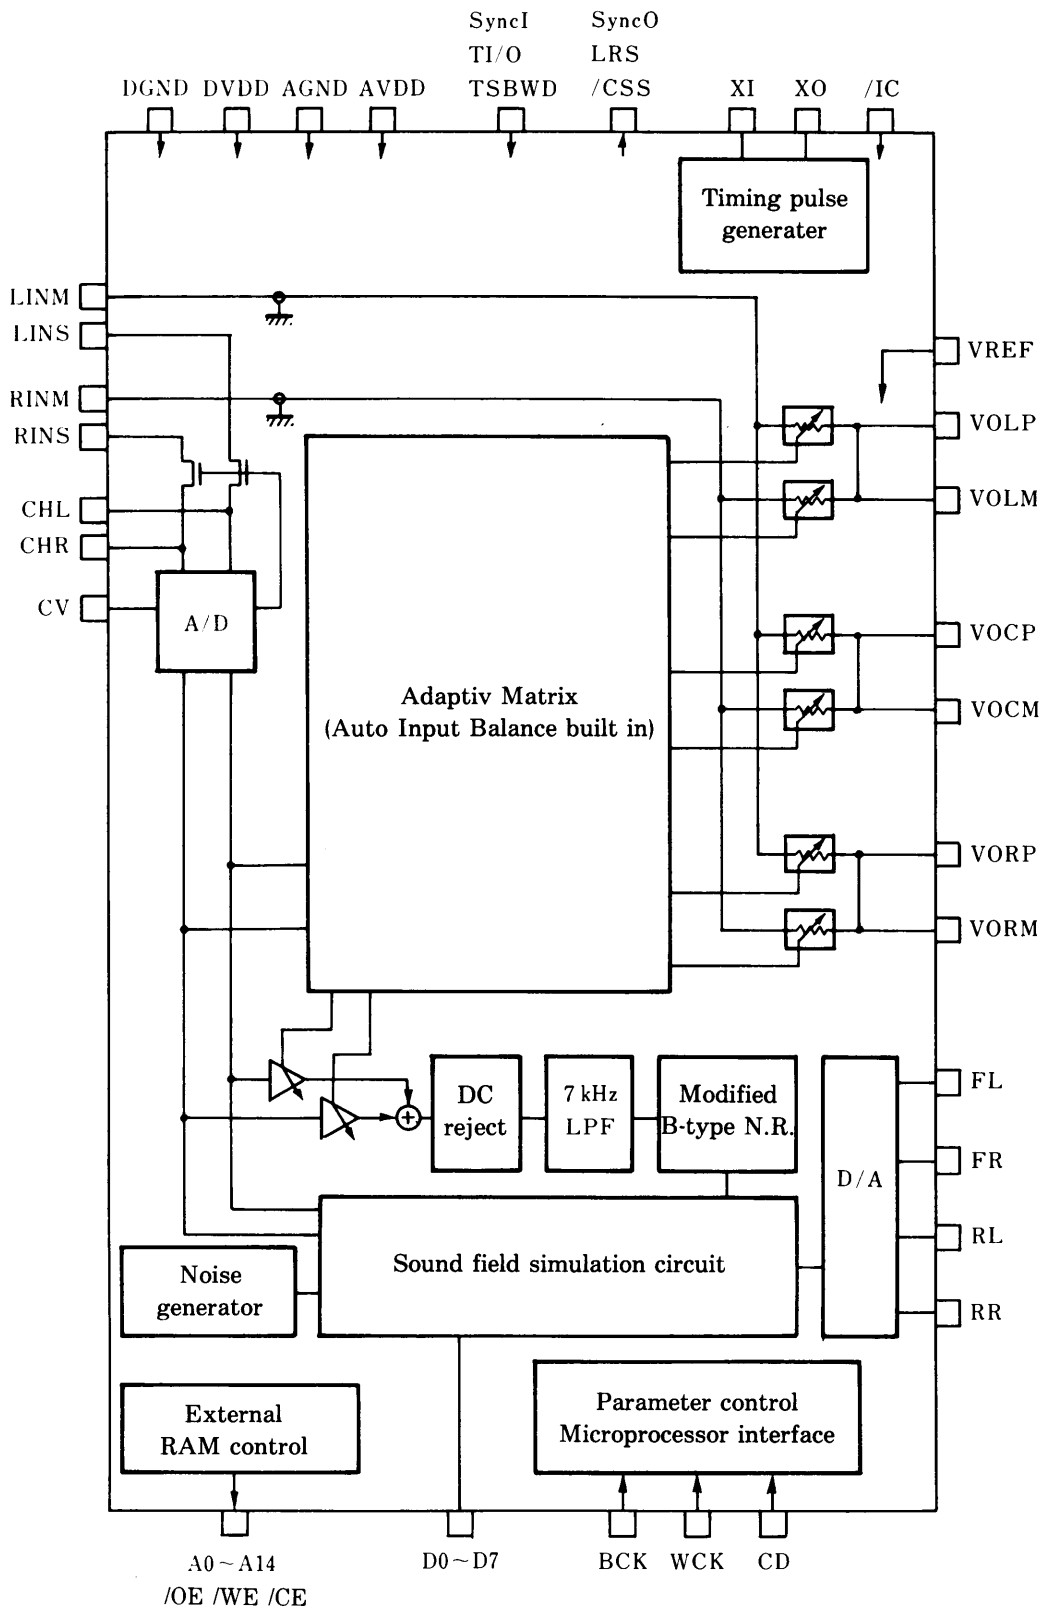 SyncI SyncO
TI/O LRS
DGND DVDD AGND AVDD TSBWD /CSS XI XO /IC
Timing pulse
generater
LINM
LINS
VREF
RINM
VOLP
RINS
VOLM
CHL
CHR
CV
A/D
VOCP
Adaptiv Matrix
(Auto Input Balance built in)
VOCM
VORP
VORM
DC
reject
7 kHz
LPF
Modified
B-type N.R.
D/A
FL
FR
RL
RR
Sound field simulation circuit
Noise
generator
External
RAM control
Parameter control
Microprocessor interface
A0~A14 D0~D7 BCK WCK CD
/OE /WE /CE